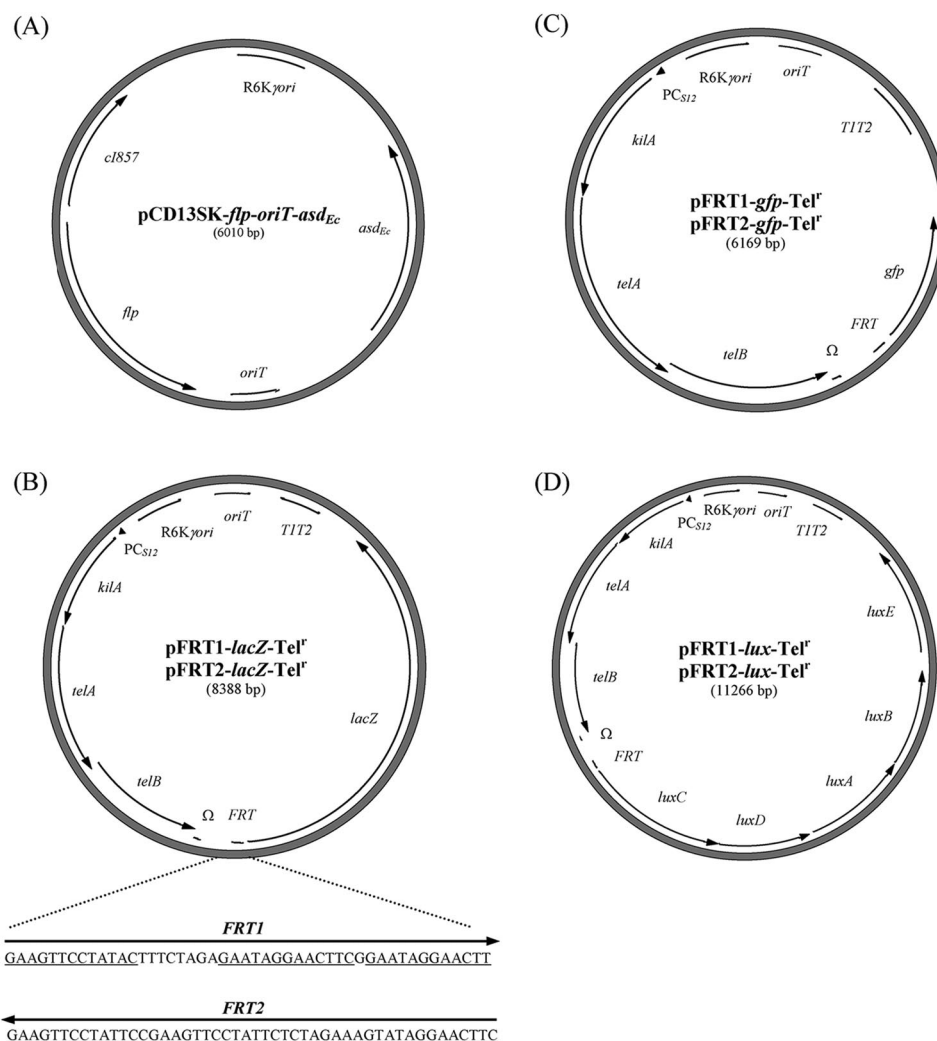 (A)
R6Kγori
cI857
pCD13SK-flp-oriT-asdEc
(6010 bp)
asdEc
flp
oriT
(B)
oriT
R6Kγori
T1T2
PCS12
kilA
pFRT1-lacZ-Telʳ
pFRT2-lacZ-Telʳ
(8388 bp)
telA
lacZ
telB
Ω
FRT
FRT1
GAAGTTCCTATACTTTCTAGAGAATAGGAACTTCGGAATAGGAACTT
FRT2
GAAGTTCCTATTCCGAAGTTCCTATTCTCTAGAAAGTATAGGAACTTC
(C)
R6Kγori
oriT
PCS12
T1T2
kilA
pFRT1-gfp-Telʳ
pFRT2-gfp-Telʳ
(6169 bp)
telA
gfp
FRT
telB
Ω
(D)
R6Kγori
PCS12
oriT
T1T2
kilA
telA
luxE
pFRT1-lux-Telʳ
pFRT2-lux-Telʳ
(11266 bp)
telB
luxB
Ω
FRT
luxA
luxC
luxD